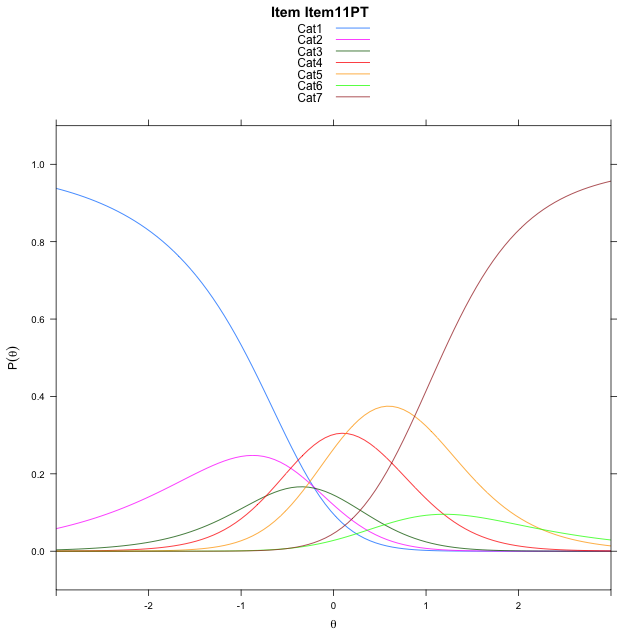 Item Item11PT
Cat1
Cat2
Cat3
Cat4
Cat5
Cat6
Cat7
1.0
0.8
0.6
0.4
0.2
0.0
P(θ)
-2 -1 0 1 2
θ